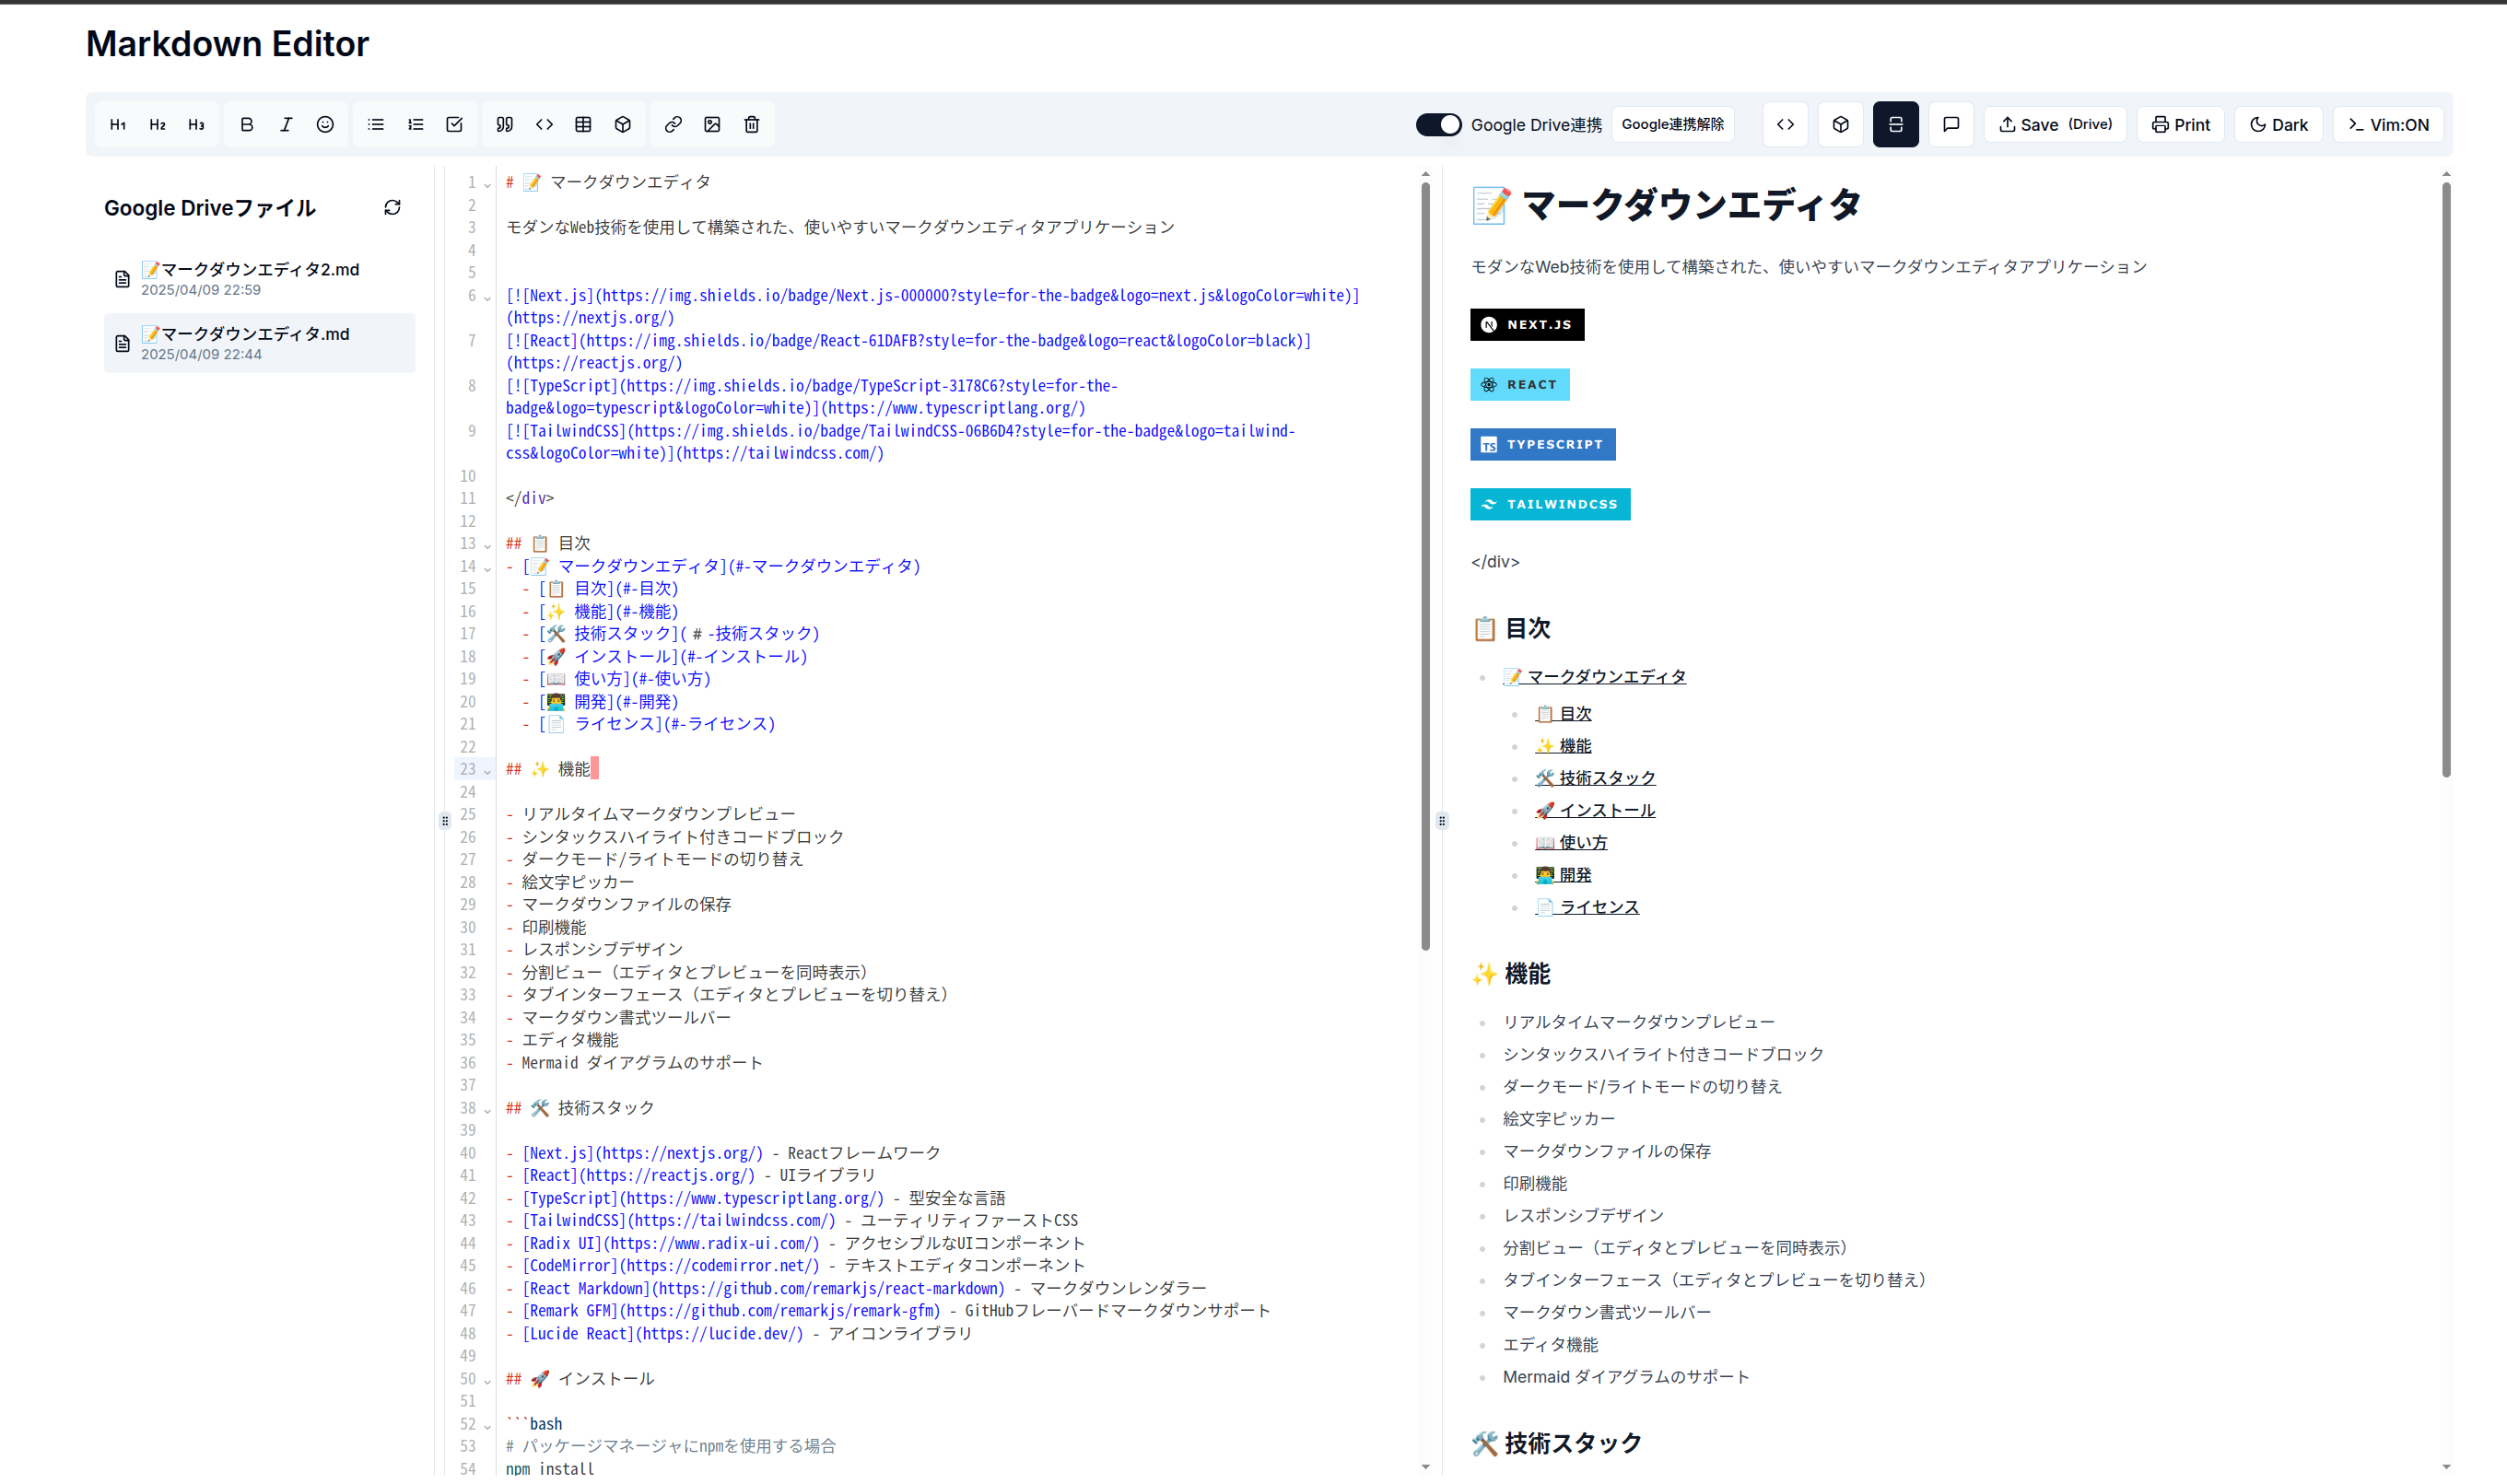 Markdown Editor
H1 H2 H3
Google Drive連携 Google連携解除 Save (Drive) Print Dark Vim:ON
Google Driveファイル
📝マークダウンエディタ2.md
2025/04/09 22:59
📝マークダウンエディタ.md
2025/04/09 22:44
1 # 📝 マークダウンエディタ
2
3 モダンなWeb技術を使用して構築された、使いやすいマークダウンエディタアプリケーション
4
5
6 [![Next.js](https://img.shields.io/badge/Next.js-000000?style=for-the-badge&logo=next.js&logoColor=white)]
(https://nextjs.org/)
7 [![React](https://img.shields.io/badge/React-61DAFB?style=for-the-badge&logo=react&logoColor=black)]
(https://reactjs.org/)
8 [![TypeScript](https://img.shields.io/badge/TypeScript-3178C6?style=for-the-
badge&logo=typescript&logoColor=white)](https://www.typescriptlang.org/)
9 [![TailwindCSS](https://img.shields.io/badge/TailwindCSS-06B6D4?style=for-the-badge&logo=tailwind-
css&logoColor=white)](https://tailwindcss.com/)
10
11 </div>
12
13 ## 📋 目次
14 - [📝 マークダウンエディタ](#-マークダウンエディタ)
15 - [📋 目次](#-目次)
16 - [✨ 機能](#-機能)
17 - [🛠️ 技術スタック](#️-技術スタック)
18 - [🚀 インストール](#-インストール)
19 - [📖 使い方](#-使い方)
20 - [👨‍💻 開発](#-開発)
21 - [📄 ライセンス](#-ライセンス)
22
23 ## ✨ 機能
24
25 - リアルタイムマークダウンプレビュー
26 - シンタックスハイライト付きコードブロック
27 - ダークモード/ライトモードの切り替え
28 - 絵文字ピッカー
29 - マークダウンファイルの保存
30 - 印刷機能
31 - レスポンシブデザイン
32 - 分割ビュー（エディタとプレビューを同時表示）
33 - タブインターフェース（エディタとプレビューを切り替え）
34 - マークダウン書式ツールバー
35 - エディタ機能
36 - Mermaid ダイアグラムのサポート
37
38 ## 🛠️ 技術スタック
39
40 - [Next.js](https://nextjs.org/) - Reactフレームワーク
41 - [React](https://reactjs.org/) - UIライブラリ
42 - [TypeScript](https://www.typescriptlang.org/) - 型安全な言語
43 - [TailwindCSS](https://tailwindcss.com/) - ユーティリティファーストCSS
44 - [Radix UI](https://www.radix-ui.com/) - アクセシブルなUIコンポーネント
45 - [CodeMirror](https://codemirror.net/) - テキストエディタコンポーネント
46 - [React Markdown](https://github.com/remarkjs/react-markdown) - マークダウンレンダラー
47 - [Remark GFM](https://github.com/remarkjs/remark-gfm) - GitHubフレーバードマークダウンサポート
48 - [Lucide React](https://lucide.dev/) - アイコンライブラリ
49
50 ## 🚀 インストール
51
52 ```bash
53 # パッケージマネージャにnpmを使用する場合
54 npm install
📝 マークダウンエディタ
モダンなWeb技術を使用して構築された、使いやすいマークダウンエディタアプリケーション
NEXT.JS
REACT
TS TYPESCRIPT
TAILWINDCSS
</div>
📋 目次
📝 マークダウンエディタ
📋 目次
✨ 機能
🛠️ 技術スタック
🚀 インストール
📖 使い方
👨‍💻 開発
📄 ライセンス
✨ 機能
リアルタイムマークダウンプレビュー
シンタックスハイライト付きコードブロック
ダークモード/ライトモードの切り替え
絵文字ピッカー
マークダウンファイルの保存
印刷機能
レスポンシブデザイン
分割ビュー（エディタとプレビューを同時表示）
タブインターフェース（エディタとプレビューを切り替え）
マークダウン書式ツールバー
エディタ機能
Mermaid ダイアグラムのサポート
🛠️ 技術スタック